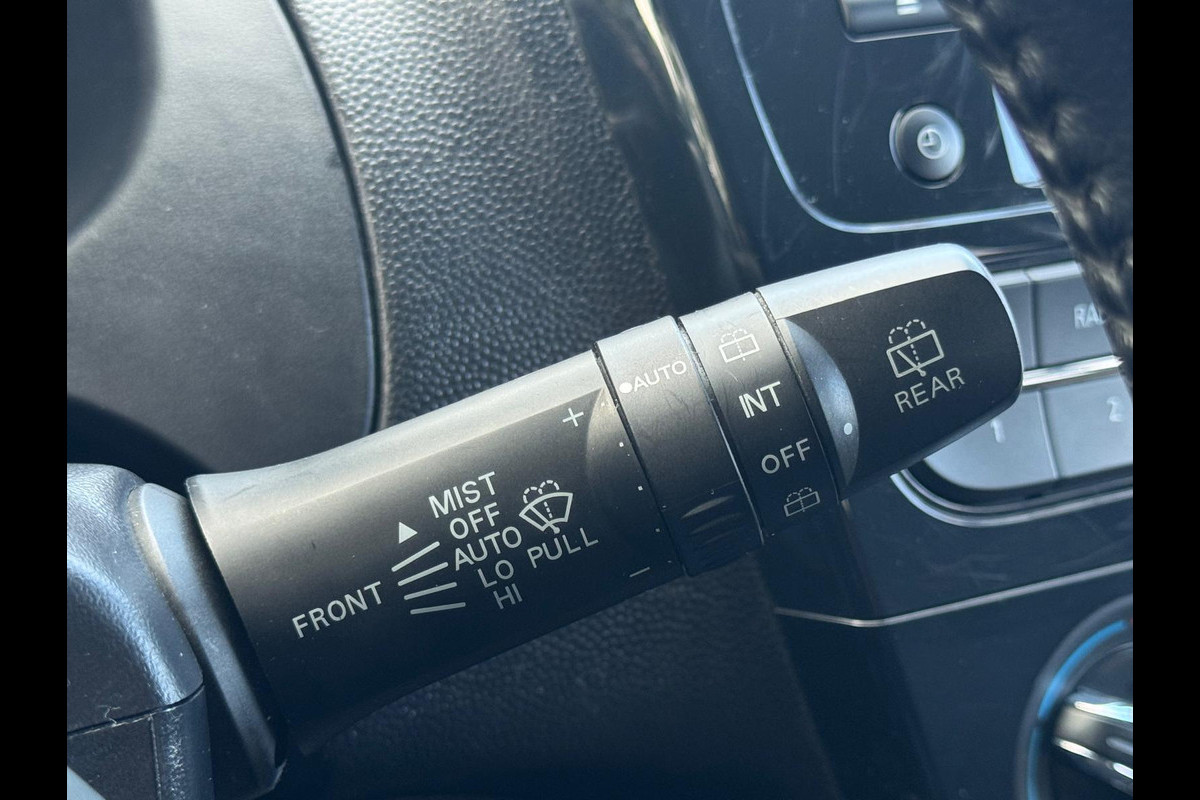 FRONT
MIST
OFF
AUTO
LO
HI
PULL
+
−
●AUTO
INT
OFF
REAR
1
2